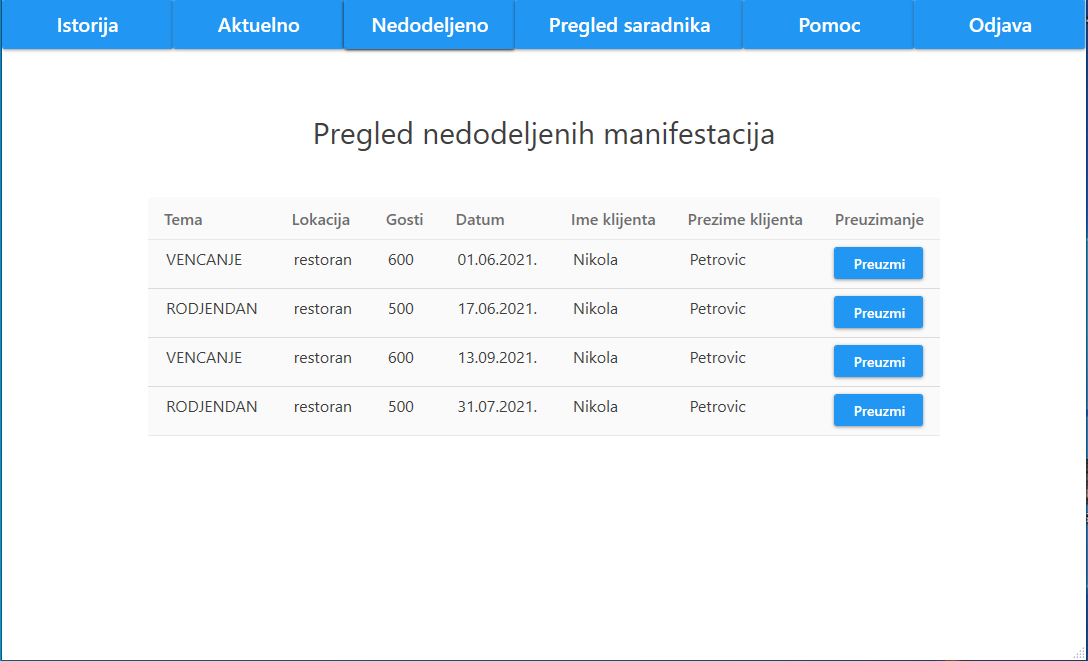 Istorija Aktuelno Nedodeljeno Pregled saradnika Pomoc Odjava
Pregled nedodeljenih manifestacija
Tema Lokacija Gosti Datum Ime klijenta Prezime klijenta Preuzimanje
VENCANJE restoran 600 01.06.2021. Nikola Petrovic Preuzmi
RODJENDAN restoran 500 17.06.2021. Nikola Petrovic Preuzmi
VENCANJE restoran 600 13.09.2021. Nikola Petrovic Preuzmi
RODJENDAN restoran 500 31.07.2021. Nikola Petrovic Preuzmi